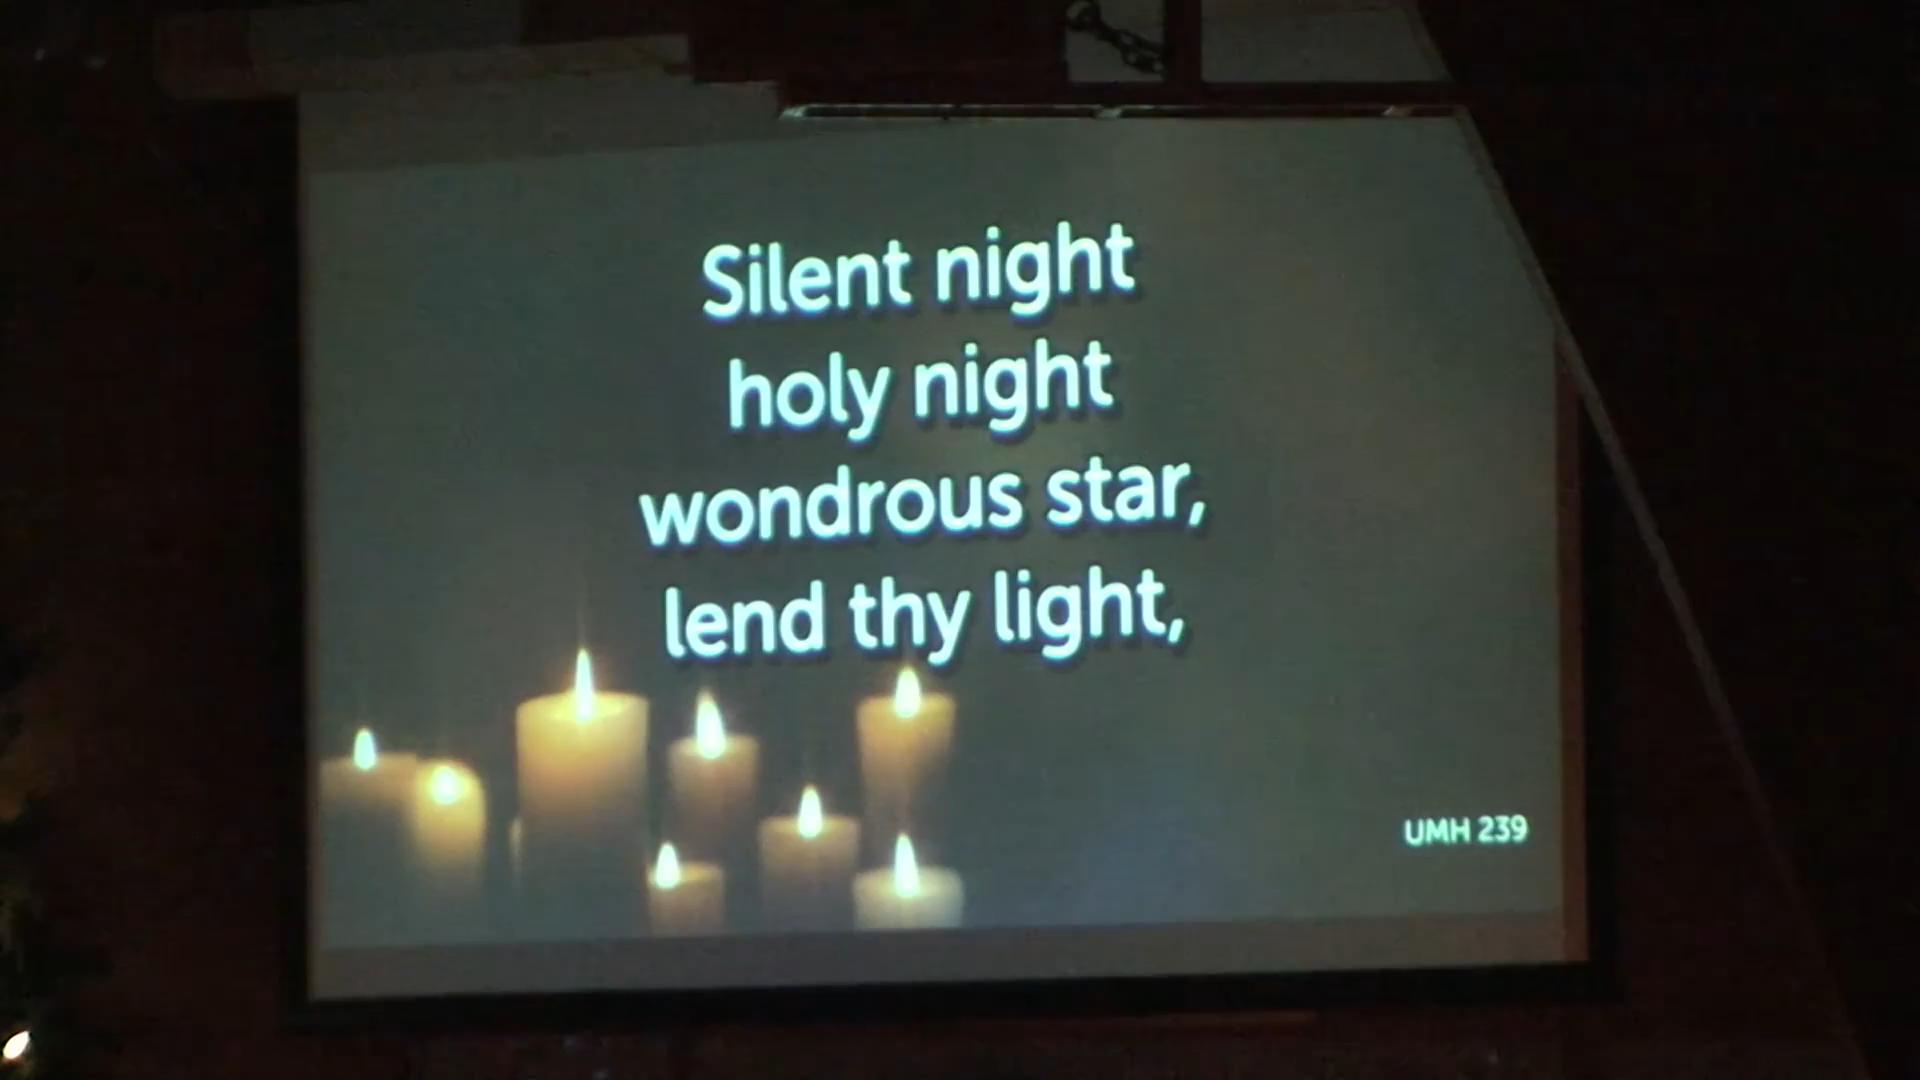 Silent night
holy night
wondrous star,
lend thy light,
UMH 239